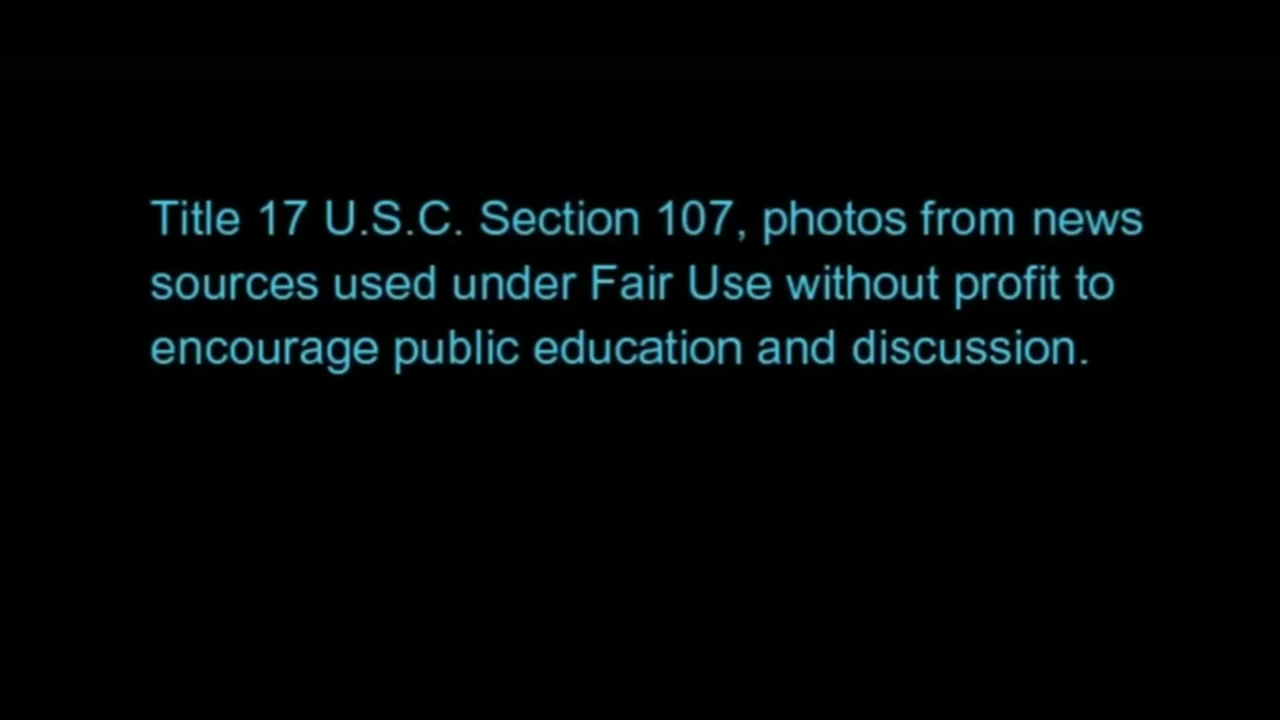 Title 17 U.S.C. Section 107, photos from news
sources used under Fair Use without profit to
encourage public education and discussion.